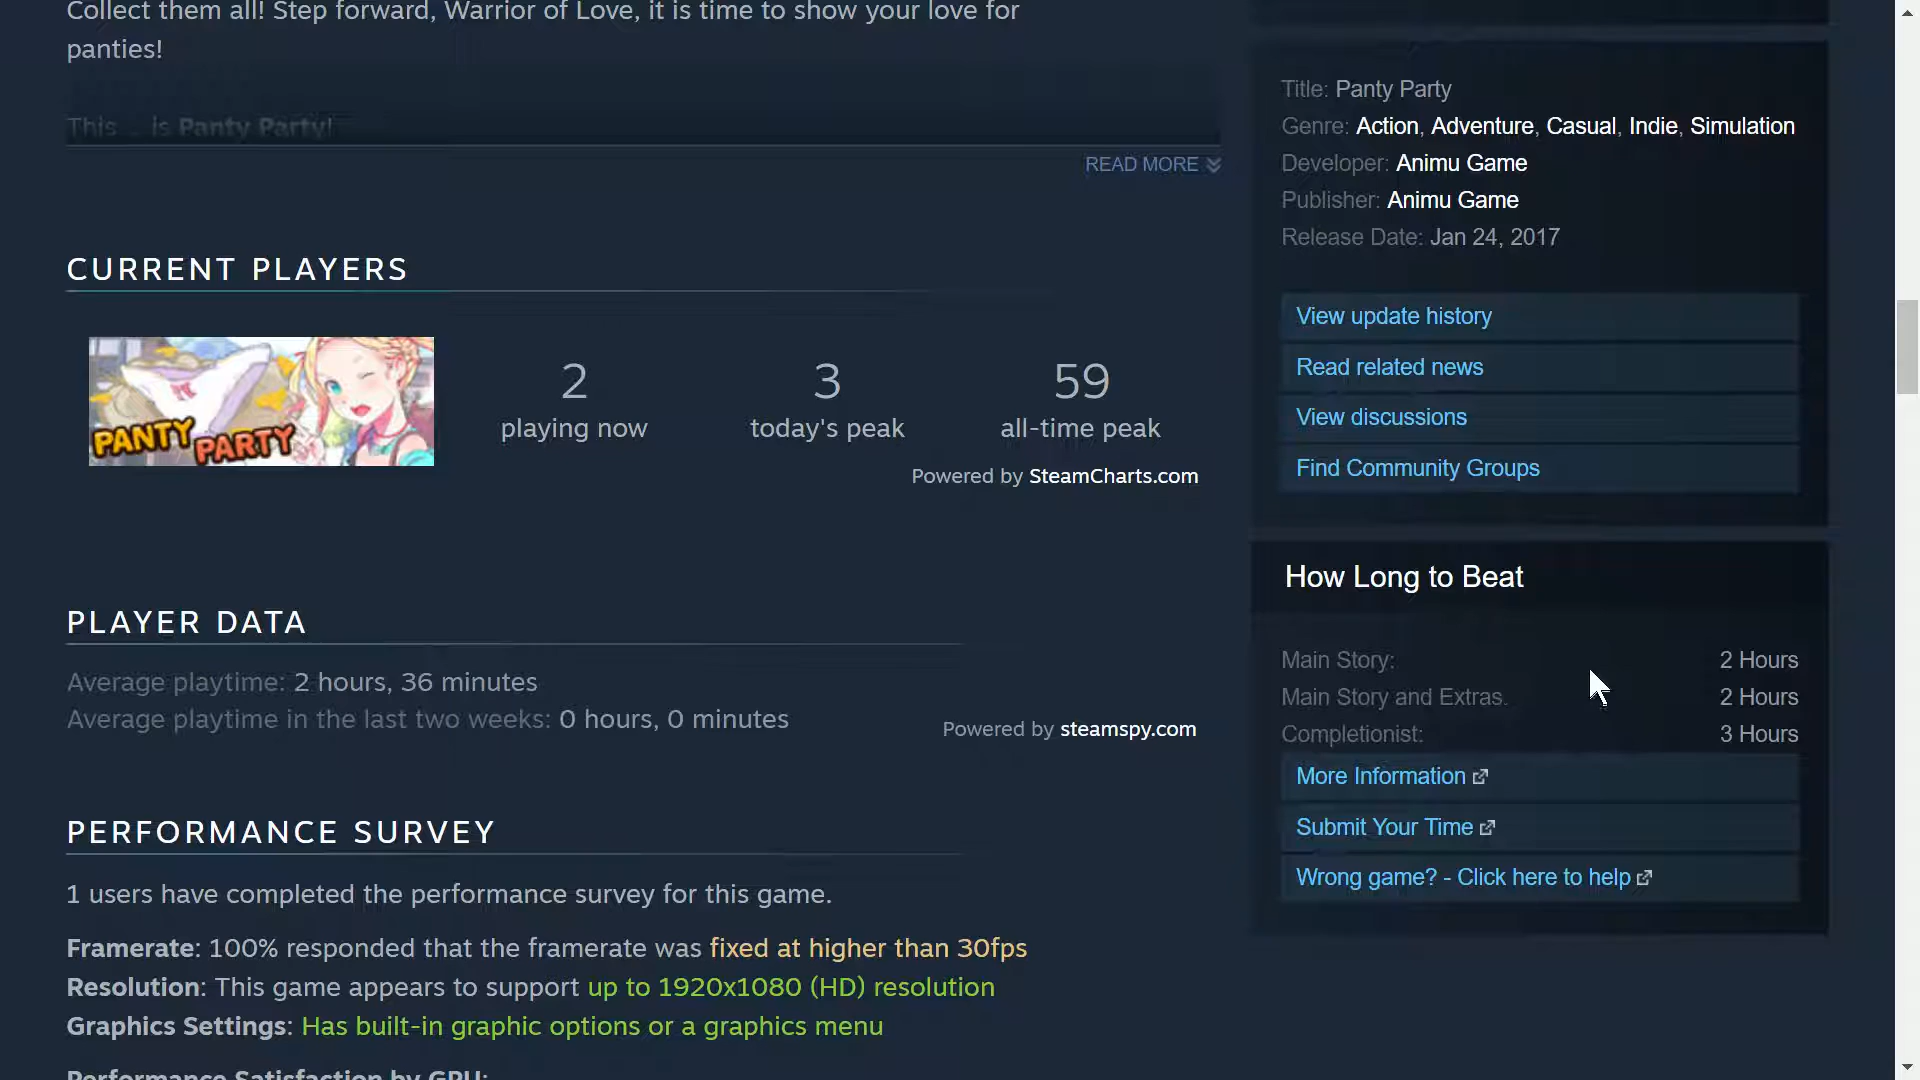 Collect them all! Step forward, Warrior of Love, it is time to show your love for
panties!
This ... is Panty Party!
READ MORE
CURRENT PLAYERS
PANTY PARTY
2
playing now
3
today's peak
59
all-time peak
Powered by SteamCharts.com
PLAYER DATA
Average playtime: 2 hours, 36 minutes
Average playtime in the last two weeks: 0 hours, 0 minutes
Powered by steamspy.com
PERFORMANCE SURVEY
1 users have completed the performance survey for this game.
Framerate: 100% responded that the framerate was fixed at higher than 30fps
Resolution: This game appears to support up to 1920x1080 (HD) resolution
Graphics Settings: Has built-in graphic options or a graphics menu
Performance Satisfaction by GPU:
Title: Panty Party
Genre: Action, Adventure, Casual, Indie, Simulation
Developer: Animu Game
Publisher: Animu Game
Release Date: Jan 24, 2017
View update history
Read related news
View discussions
Find Community Groups
How Long to Beat
Main Story: 2 Hours
Main Story and Extras. 2 Hours
Completionist: 3 Hours
More Information
Submit Your Time
Wrong game? - Click here to help